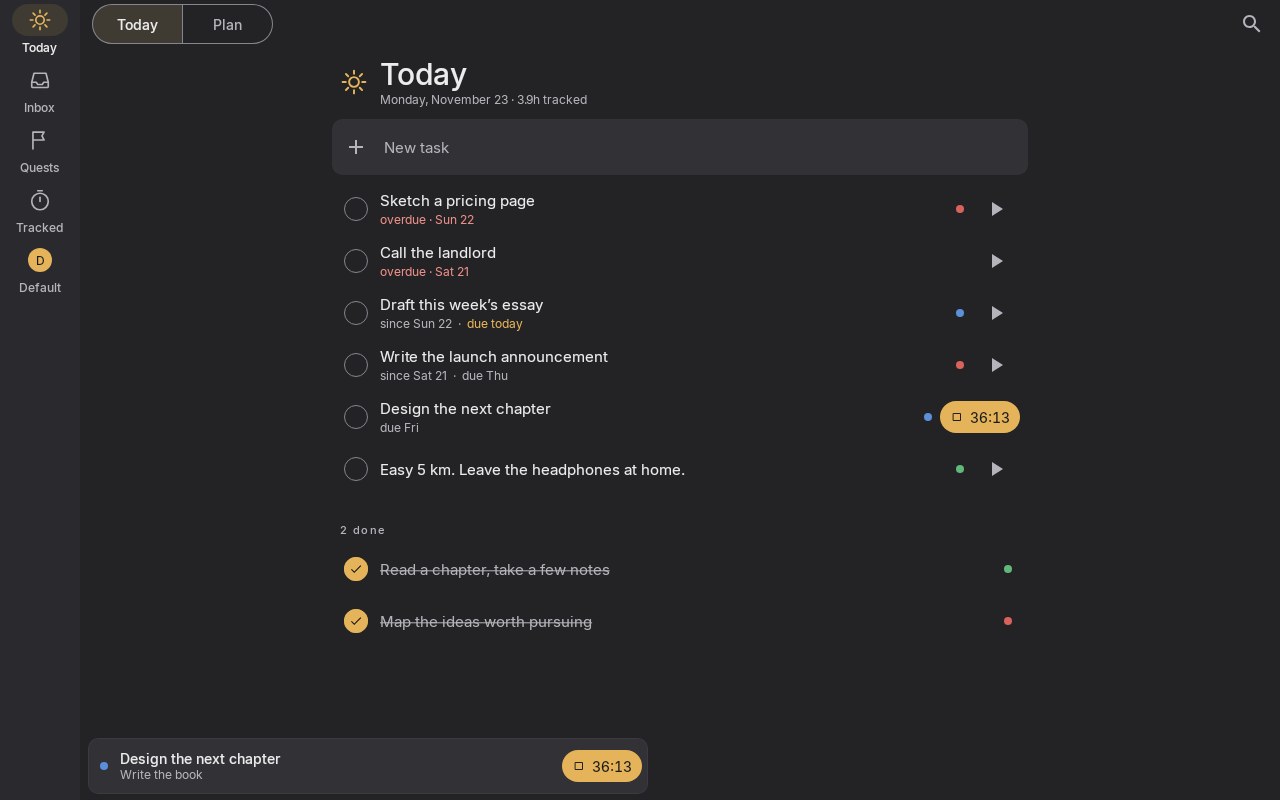 Today
Inbox
Quests
Tracked
D
Default
Today
Plan
Today
Monday, November 23 · 3.9h tracked
New task
Sketch a pricing page
overdue · Sun 22
Call the landlord
overdue · Sat 21
Draft this week’s essay
since Sun 22 · due today
Write the launch announcement
since Sat 21 · due Thu
Design the next chapter
due Fri
36:13
Easy 5 km. Leave the headphones at home.
2 done
Read a chapter, take a few notes
Map the ideas worth pursuing
Design the next chapter
Write the book
36:13